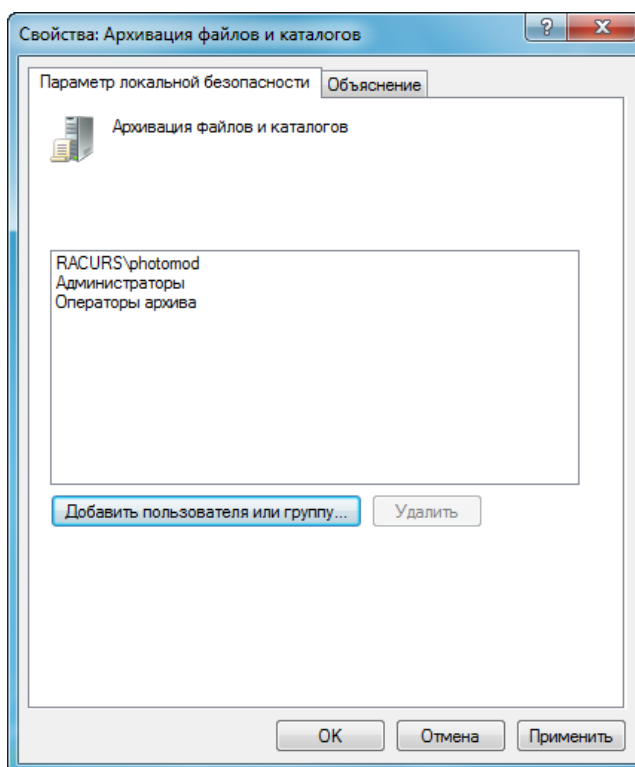 Свойства: Архивация файлов и каталогов
Параметр локальной безопасности
Объяснение
Архивация файлов и каталогов
RACURS\photomod
Администраторы
Операторы архива
Добавить пользователя или группу...
Удалить
OK
Отмена
Применить